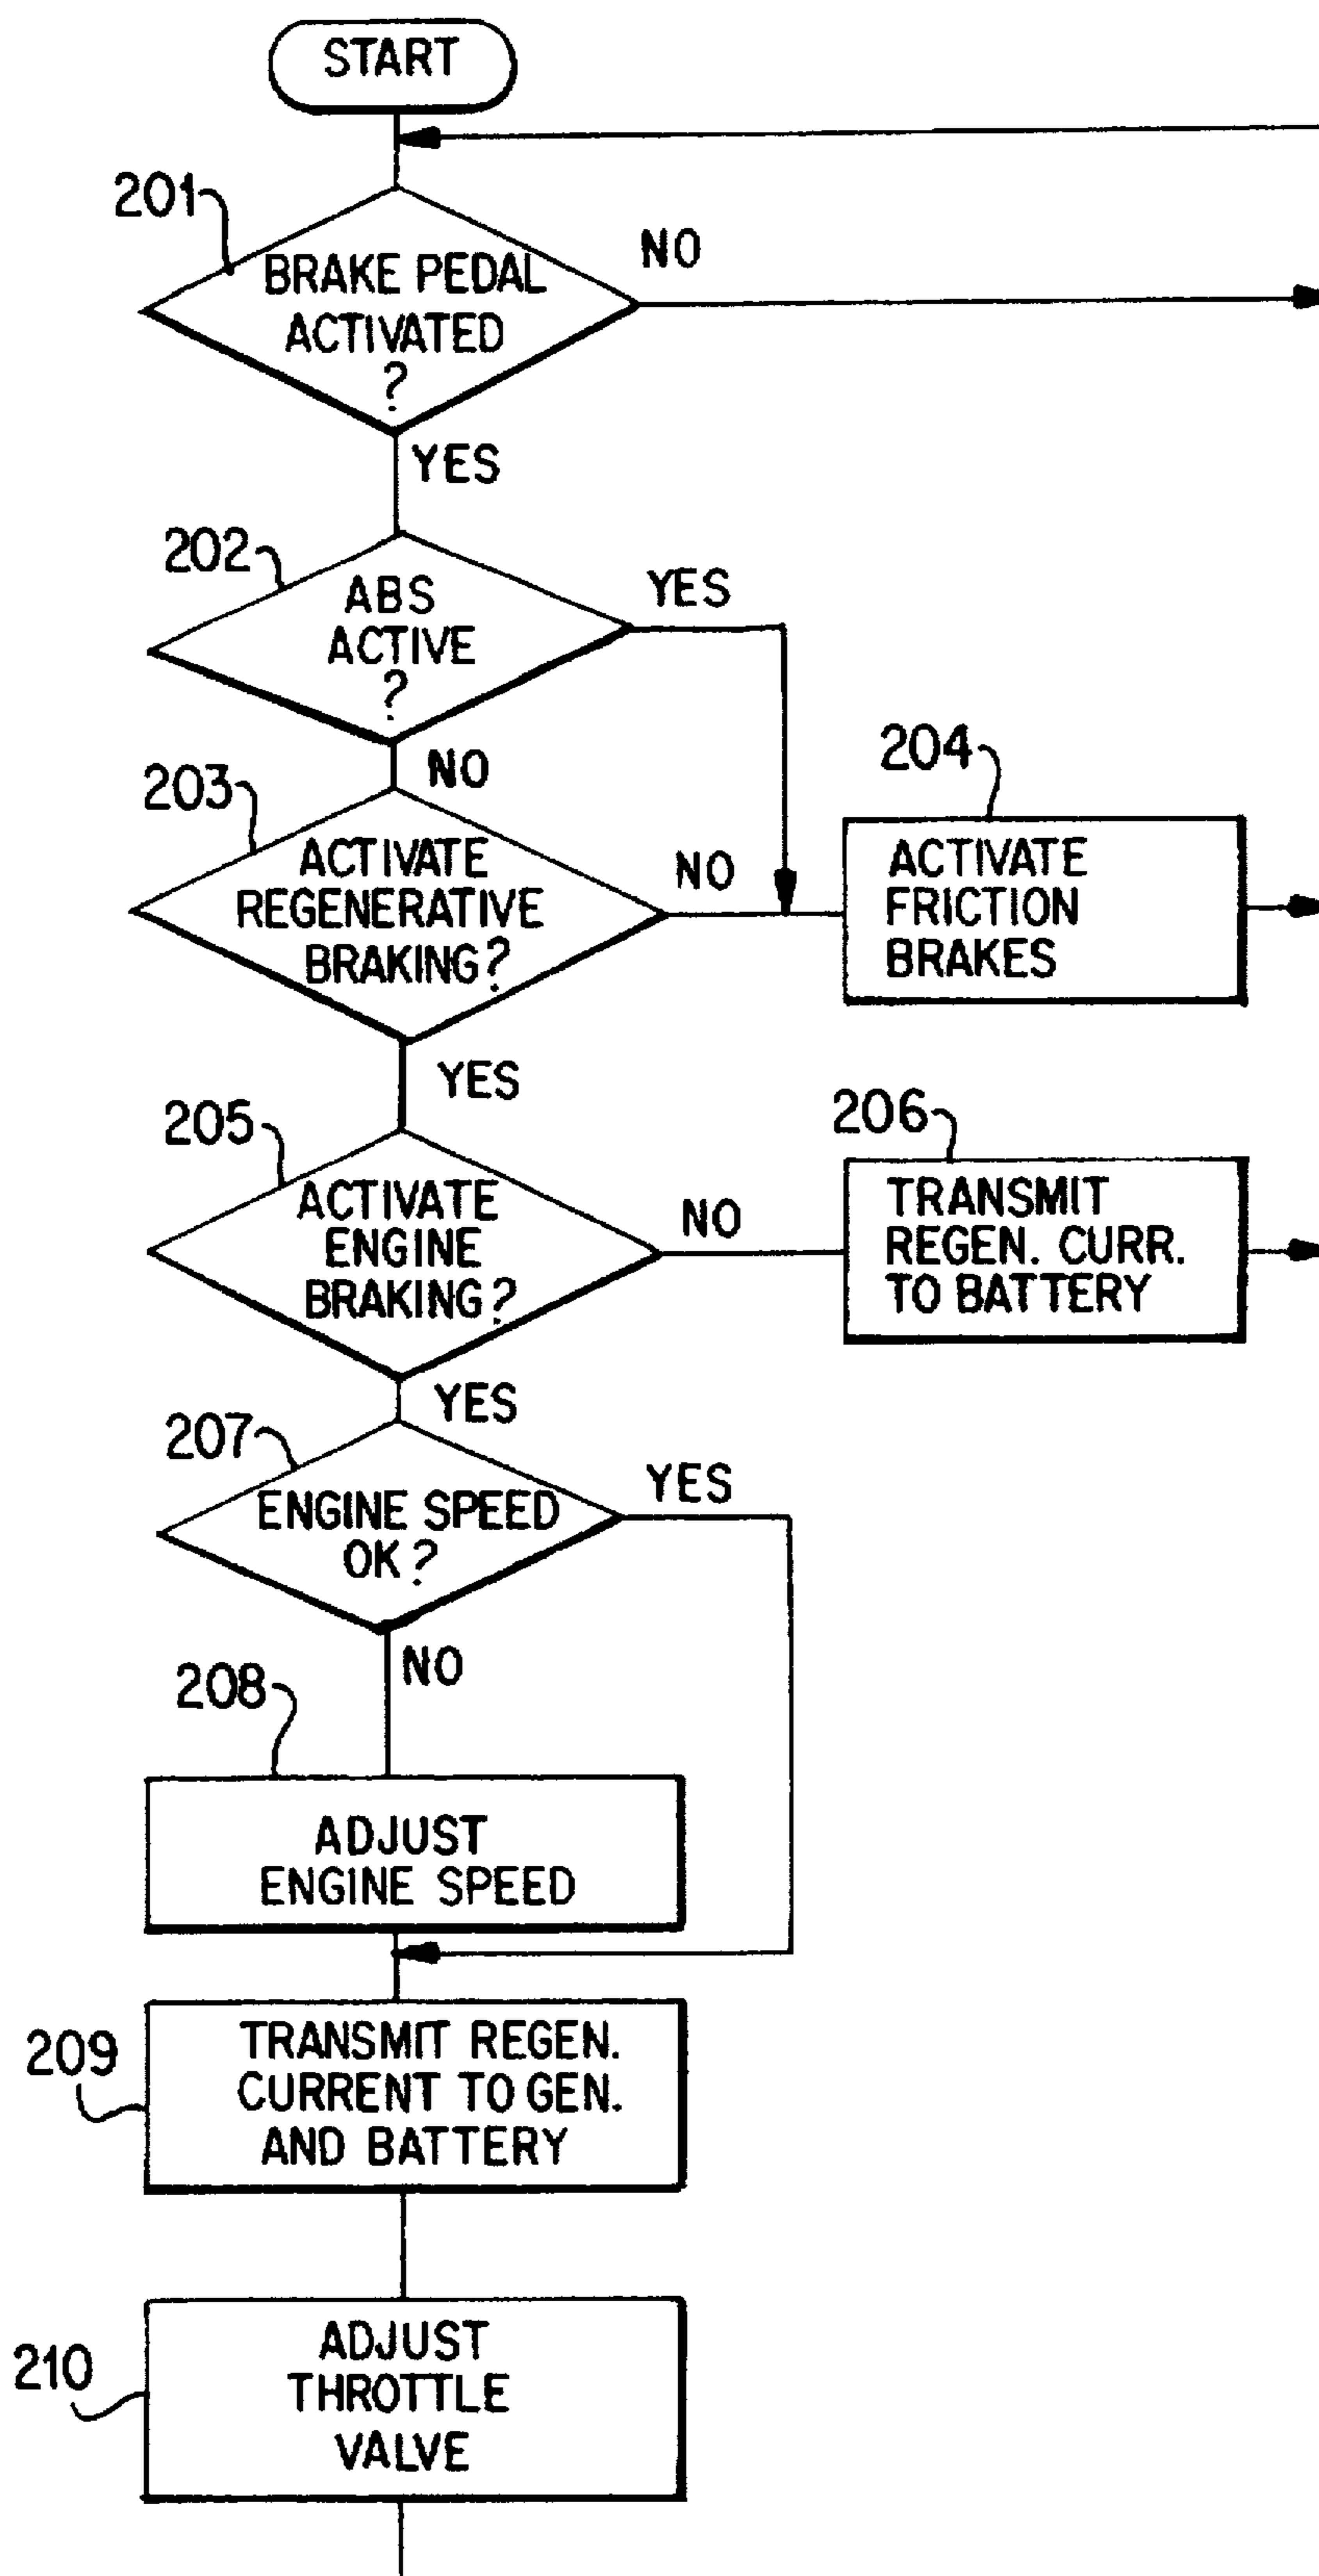 START
201
BRAKE PEDAL
ACTIVATED
?
NO
YES
202
ABS
ACTIVE
?
YES
NO
203
ACTIVATE
REGENERATIVE
BRAKING?
NO
204
ACTIVATE
FRICTION
BRAKES
YES
205
ACTIVATE
ENGINE
BRAKING?
NO
206
TRANSMIT
REGEN. CURR.
TO BATTERY
YES
207
ENGINE SPEED
OK?
YES
NO
208
ADJUST
ENGINE SPEED
209
TRANSMIT REGEN.
CURRENT TO GEN.
AND BATTERY
210
ADJUST
THROTTLE
VALVE